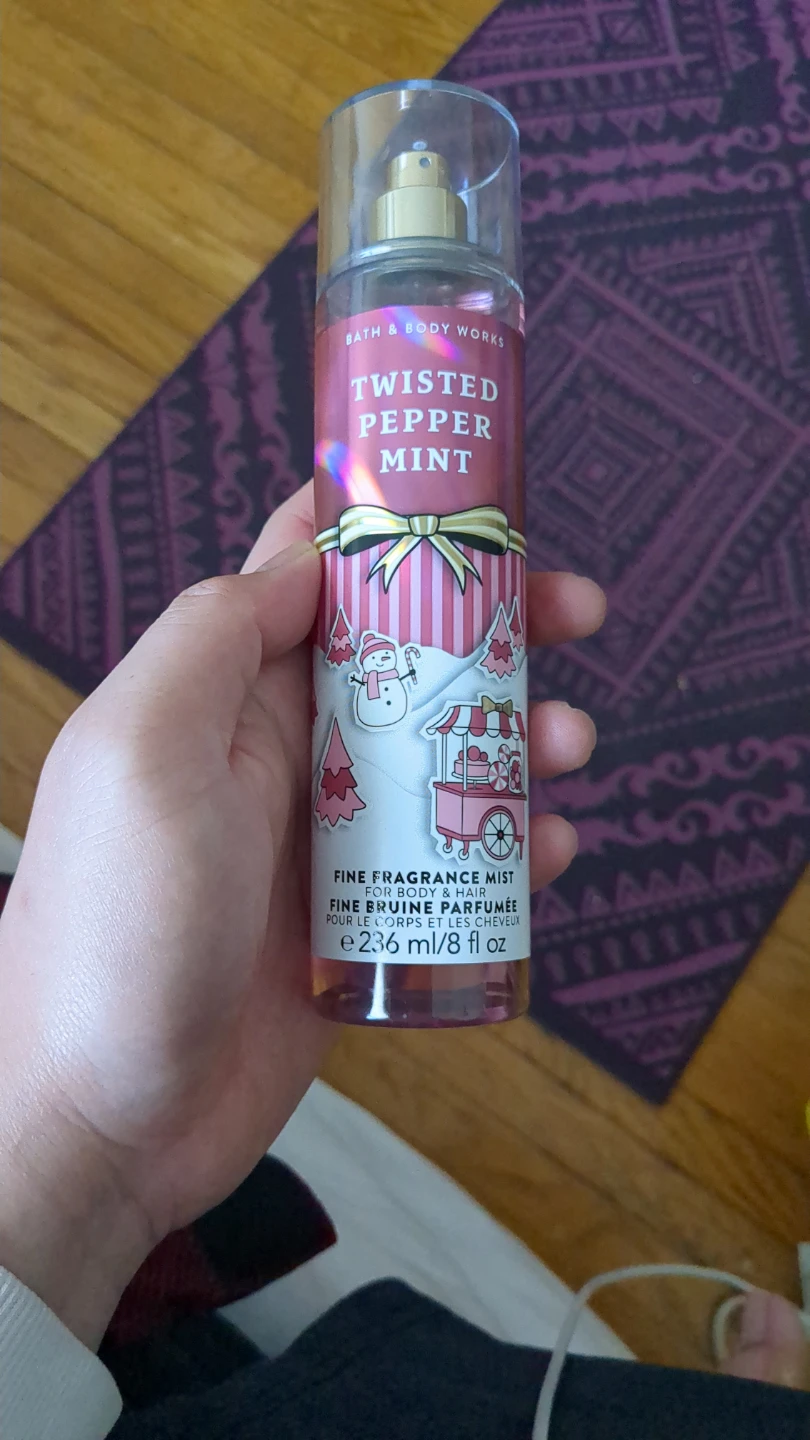 BATH & BODY WORKS
TWISTED
PEPPER
MINT
FINE FRAGRANCE MIST
FOR BODY & HAIR
FINE BRUINE PARFUMÉE
POUR LE CORPS ET LES CHEVEUX
℮ 236 ml/8 fl oz